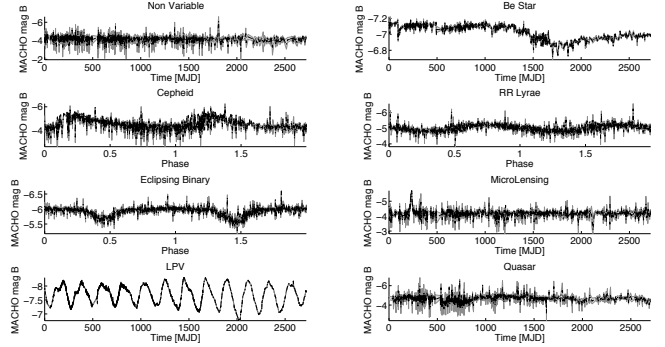 Non Variable
MACHO mag B
−6
−4
−2
0 500 1000 1500 2000 2500
Time [MJD]
Be Star
MACHO mag B
−7.2
−7
−6.8
0 500 1000 1500 2000 2500
Time [MJD]
Cepheid
MACHO mag B
−6
−4
0.5 1 1.5
Phase
RR Lyrae
MACHO mag B
−6
−5
−4
0.5 1 1.5
Phase
Eclipsing Binary
MACHO mag B
−6.5
−6
−5.5
0.5 1 1.5
Phase
MicroLensing
MACHO mag B
−5
−4
−3
0 500 1000 1500 2000 2500
Time [MJD]
LPV
MACHO mag B
−8
−7.5
−7
0 500 1000 1500 2000 2500
Time [MJD]
Quasar
MACHO mag B
−6
−4
0 500 1000 1500 2000 2500
Time [MJD]